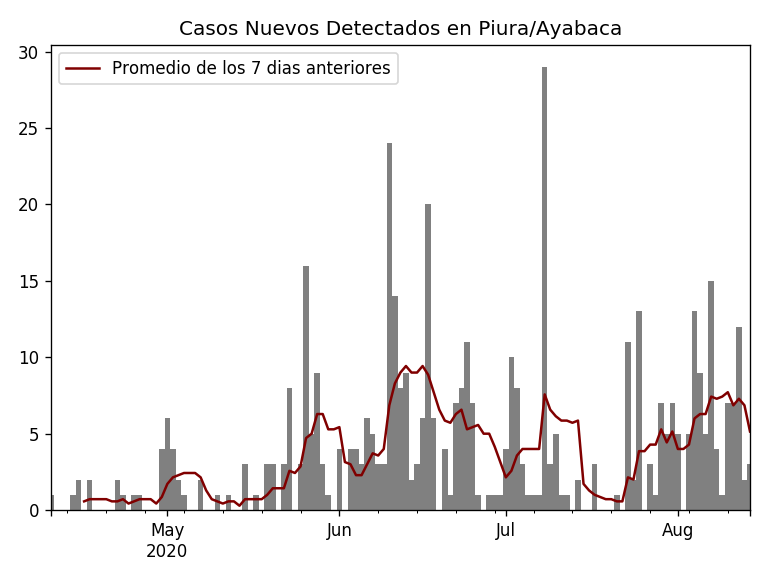 Casos Nuevos Detectados en Piura/Ayabaca
Promedio de los 7 dias anteriores
30
25
20
15
10
5
0
May
2020
Jun
Jul
Aug